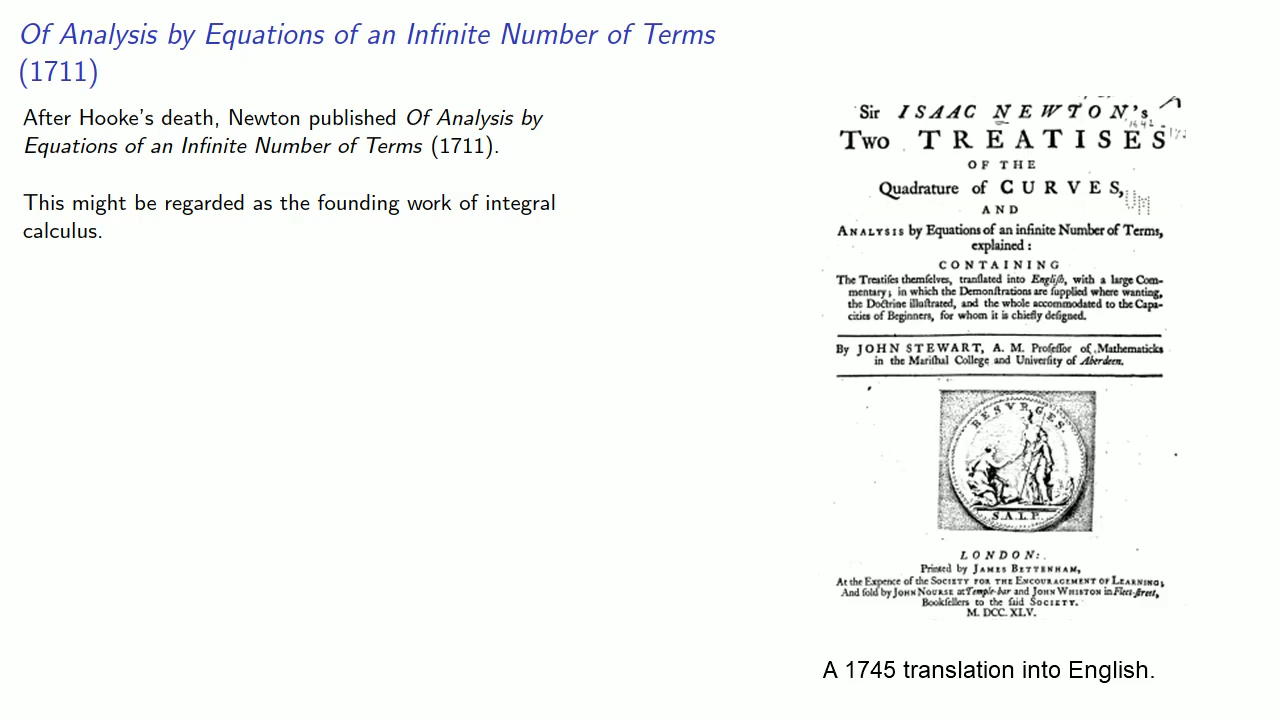 Of Analysis by Equations of an Infinite Number of Terms
(1711)
After Hooke's death, Newton published Of Analysis by
Equations of an Infinite Number of Terms (1711).
This might be regarded as the founding work of integral
calculus.
Sir ISAAC NEWTON's
Two TREATISES
OF THE
Quadrature of CURVES,
AND
ANALYSIS by Equations of an infinite Number of Terms,
explained:
CONTAINING
The Treatiſes themſelves, tranſlated into Engliſh, with a large Com-
mentary; in which the Demonſtrations are ſupplied where wanting,
the Doctrine illuſtrated, and the whole accommodated to the Capa-
cities of Beginners, for whom it is chiefly deſigned.
By JOHN STEWART, A. M. Profeſſor of Mathematicks
in the Mariſhal College and Univerſity of Aberdeen.
RESVRGES.
S.A.L.P.
LONDON:
Printed by JAMES BETTENHAM,
At the Expence of the SOCIETY FOR THE ENCOURAGEMENT OF LEARNING;
And ſold by JOHN NOURSE at Temple-bar and JOHN WHISTON in Fleet-ſtreet,
Bookſellers to the ſaid SOCIETY.
M. DCC. XLV.
A 1745 translation into English.